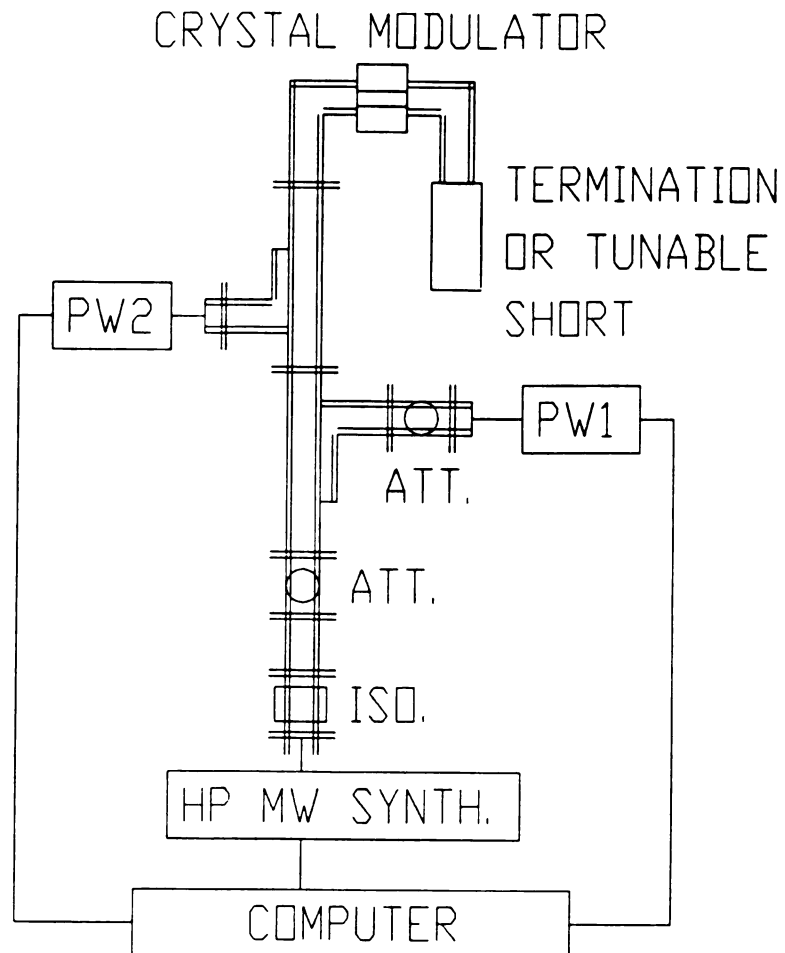 CRYSTAL MODULATOR
TERMINATION
OR TUNABLE
SHORT
PW2
PW1
ATT.
ATT.
ISO.
HP MW SYNTH.
COMPUTER